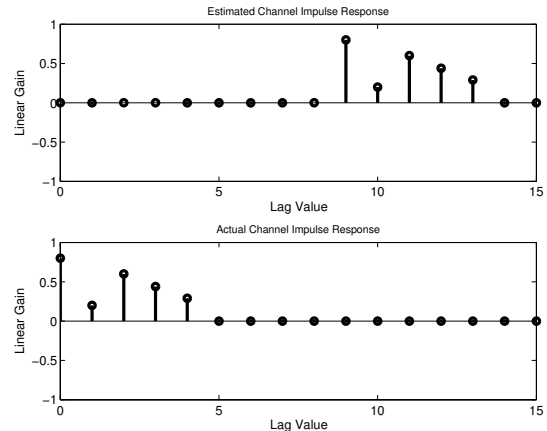 Estimated Channel Impulse Response
1
0.5
0
−0.5
−1
Linear Gain
0 5 10 15
Lag Value
Actual Channel Impulse Response
1
0.5
0
−0.5
−1
Linear Gain
0 5 10 15
Lag Value